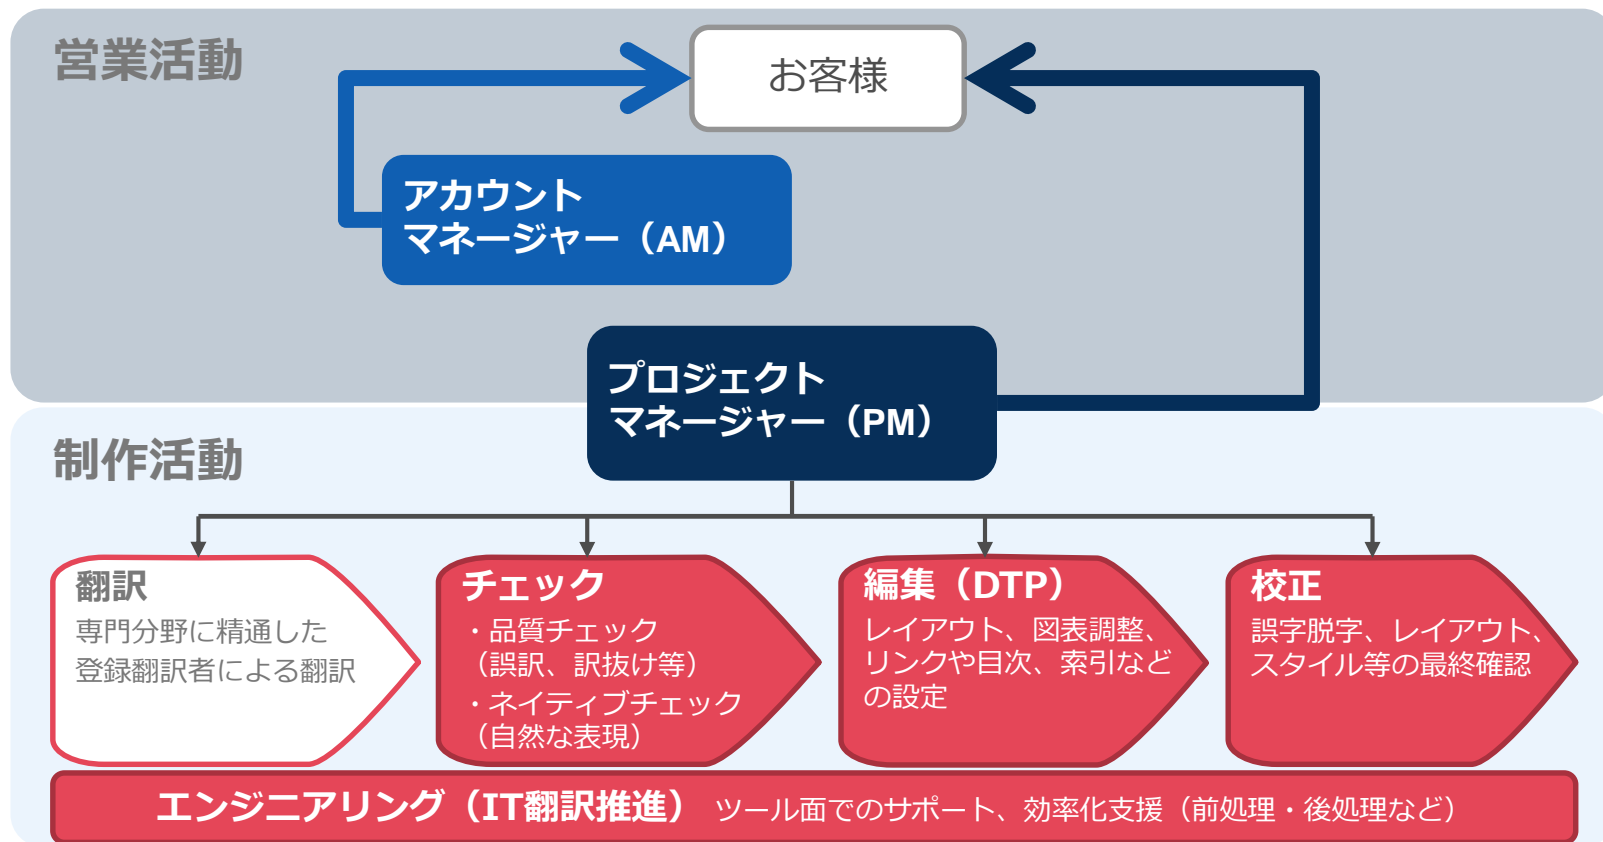 営業活動
お客様
アカウント
マネージャー（AM）
プロジェクト
マネージャー（PM）
制作活動
翻訳
専門分野に精通した
登録翻訳者による翻訳
チェック
・品質チェック
（誤訳、訳抜け等）
・ネイティブチェック
（自然な表現）
編集（DTP）
レイアウト、図表調整、
リンクや目次、索引など
の設定
校正
誤字脱字、レイアウト、
スタイル等の最終確認
エンジニアリング（IT翻訳推進） ツール面でのサポート、効率化支援（前処理・後処理など）